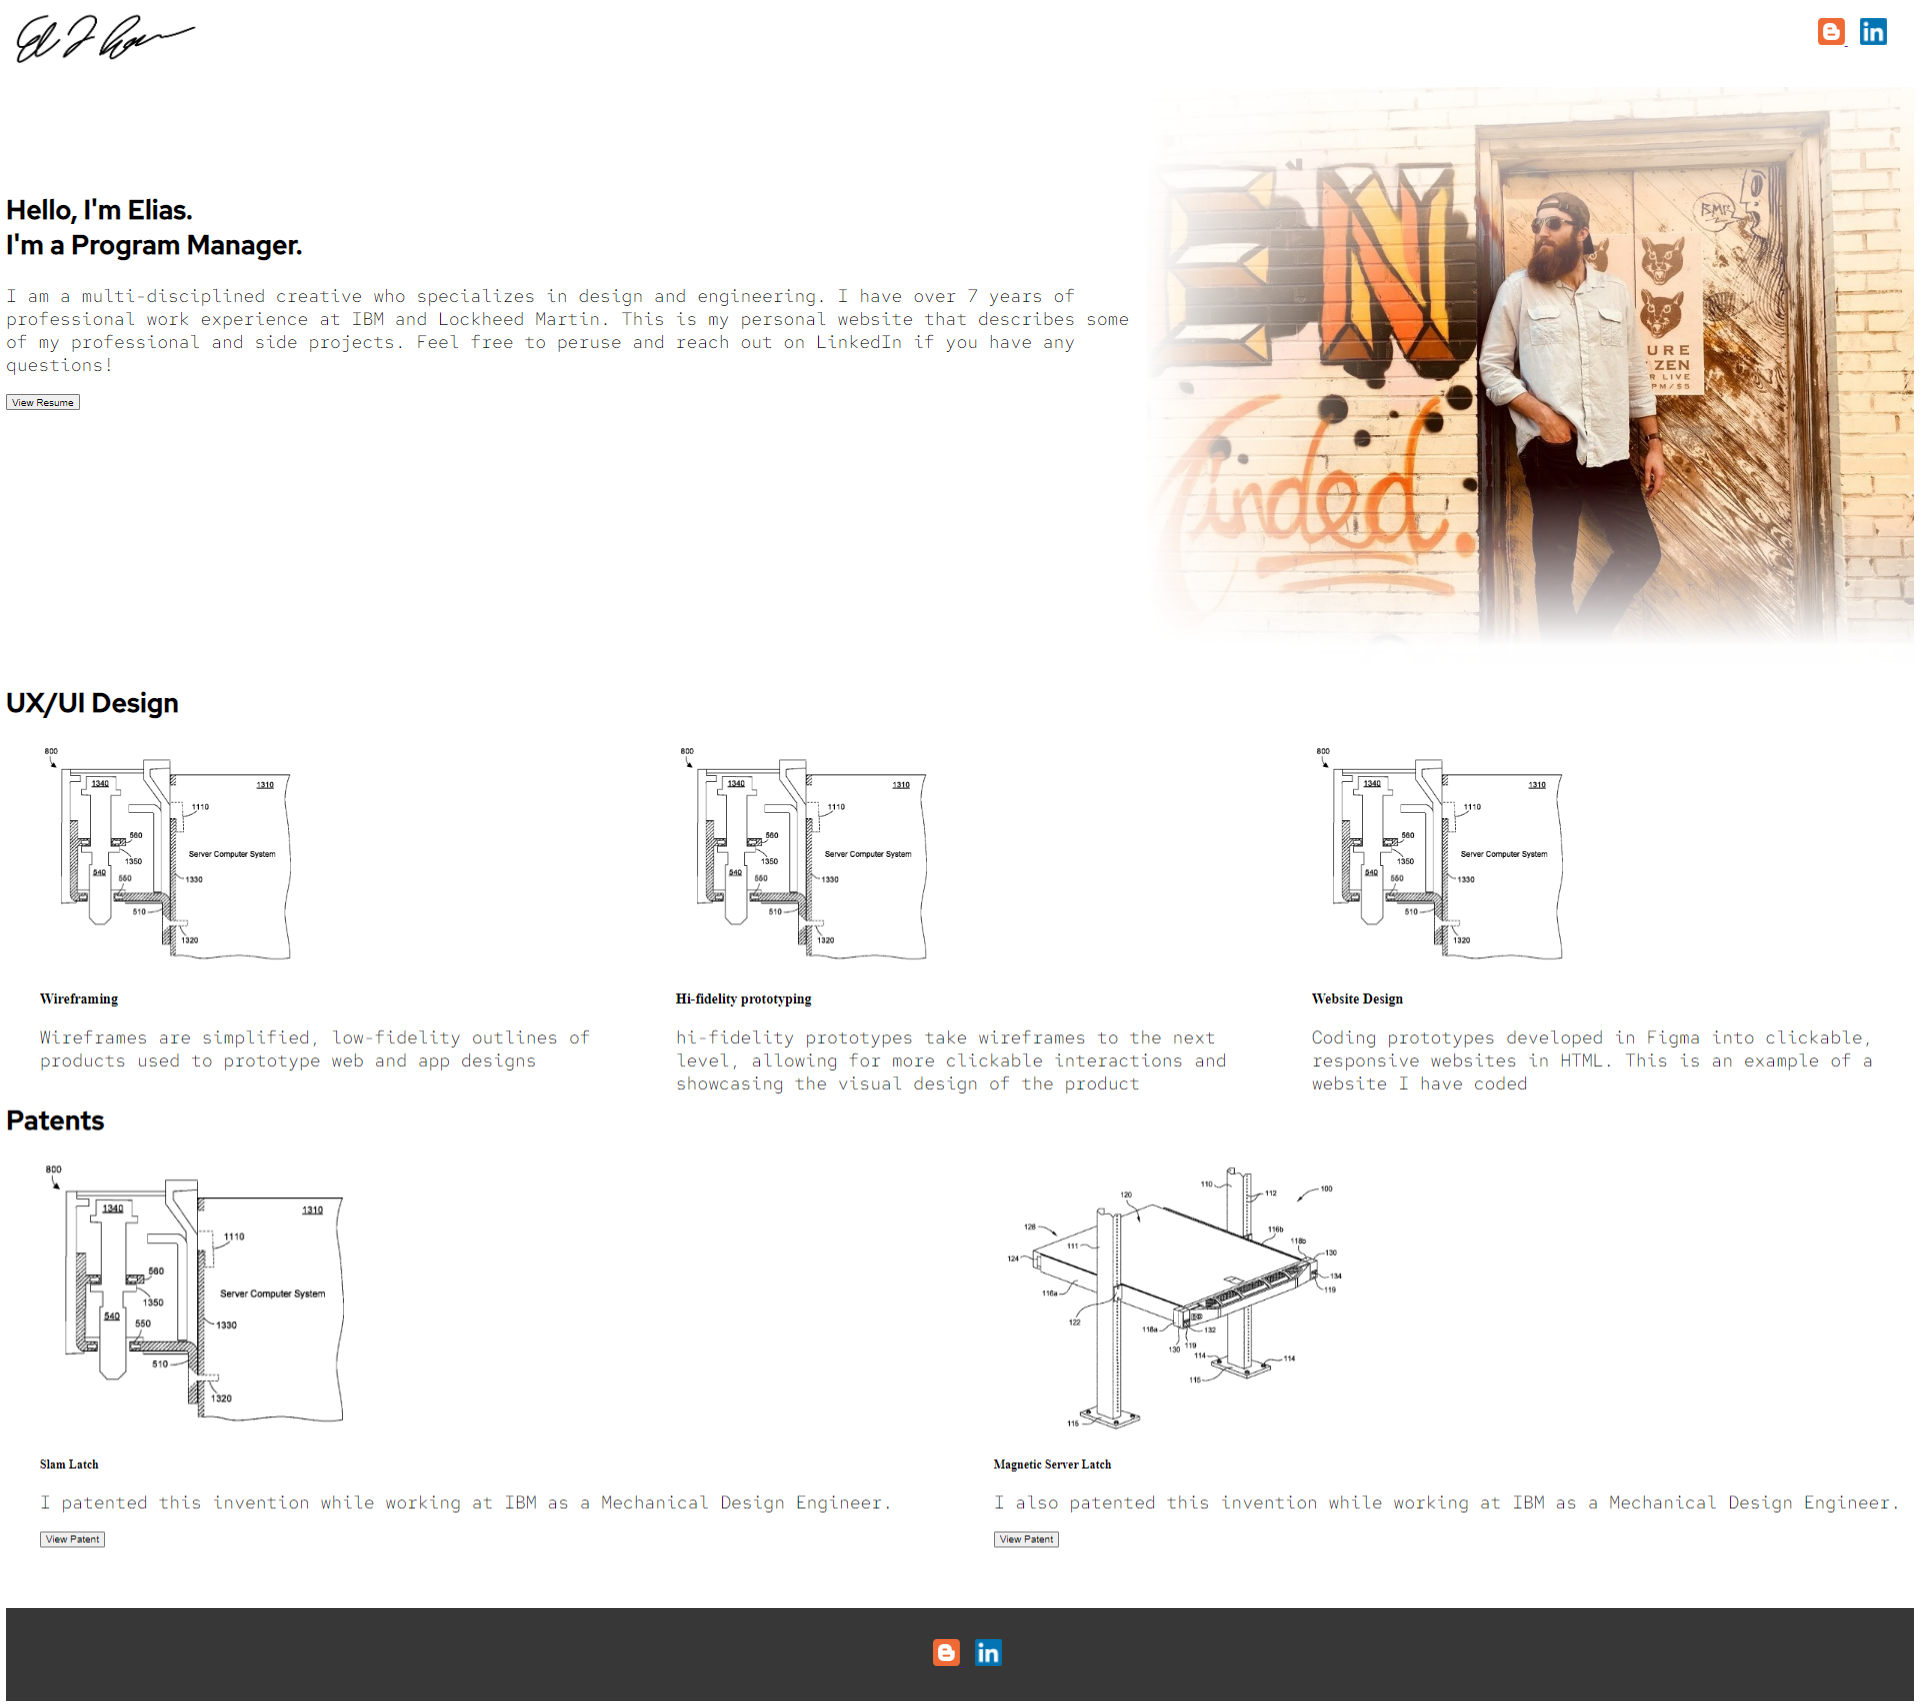 Hello, I'm Elias.
I'm a Program Manager.
I am a multi-disciplined creative who specializes in design and engineering. I have over 7 years of
professional work experience at IBM and Lockheed Martin. This is my personal website that describes some
of my professional and side projects. Feel free to peruse and reach out on LinkedIn if you have any
questions!
View Resume
EN
inded.
BMP
URE
ZEN
R LIVE
PM/$5
in
UX/UI Design
800
1340
1310
1110
560
1350
Server Computer System
540
550
1330
510
1320
800
1340
1310
1110
560
1350
Server Computer System
540
550
1330
510
1320
800
1340
1310
1110
560
1350
Server Computer System
540
550
1330
510
1320
Wireframing
Wireframes are simplified, low-fidelity outlines of
products used to prototype web and app designs
Hi-fidelity prototyping
hi-fidelity prototypes take wireframes to the next
level, allowing for more clickable interactions and
showcasing the visual design of the product
Website Design
Coding prototypes developed in Figma into clickable,
responsive websites in HTML. This is an example of a
website I have coded
Patents
800
1340
1310
1110
560
Server Computer System
1350
540
550
1330
510
1320
110
112
100
120
128
116b
111
118b
130
124
134
119
116a
122
118a
132
130
119
114
114
115
115
Slam Latch
I patented this invention while working at IBM as a Mechanical Design Engineer.
View Patent
Magnetic Server Latch
I also patented this invention while working at IBM as a Mechanical Design Engineer.
View Patent
in